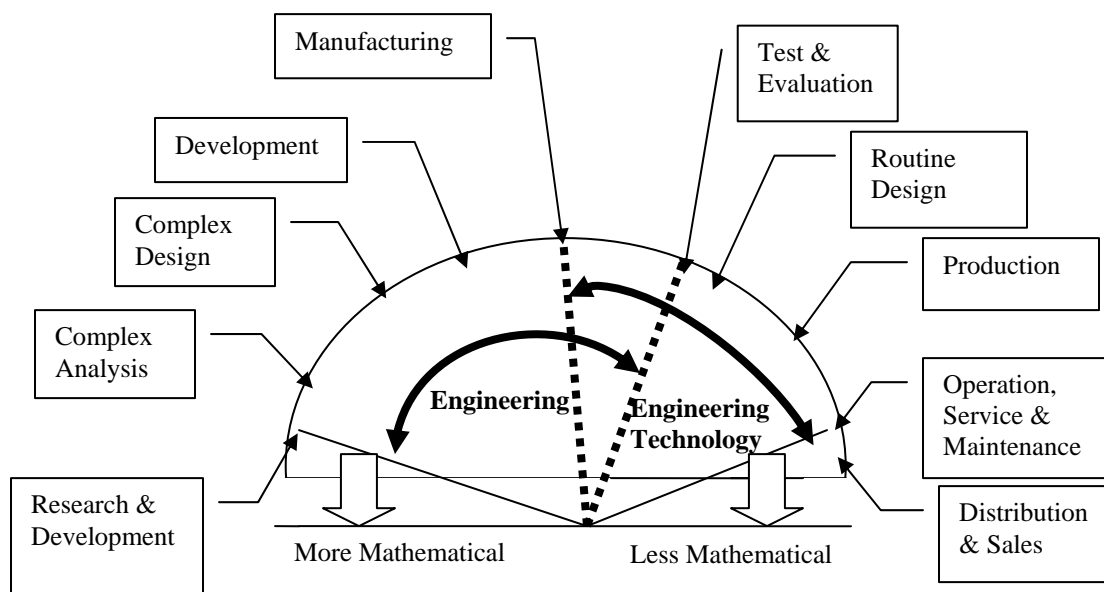 Manufacturing
Test &
Evaluation
Development
Routine
Design
Complex
Design
Production
Complex
Analysis
Engineering
Engineering
Technology
Operation,
Service &
Maintenance
Research &
Development
More Mathematical
Less Mathematical
Distribution
& Sales